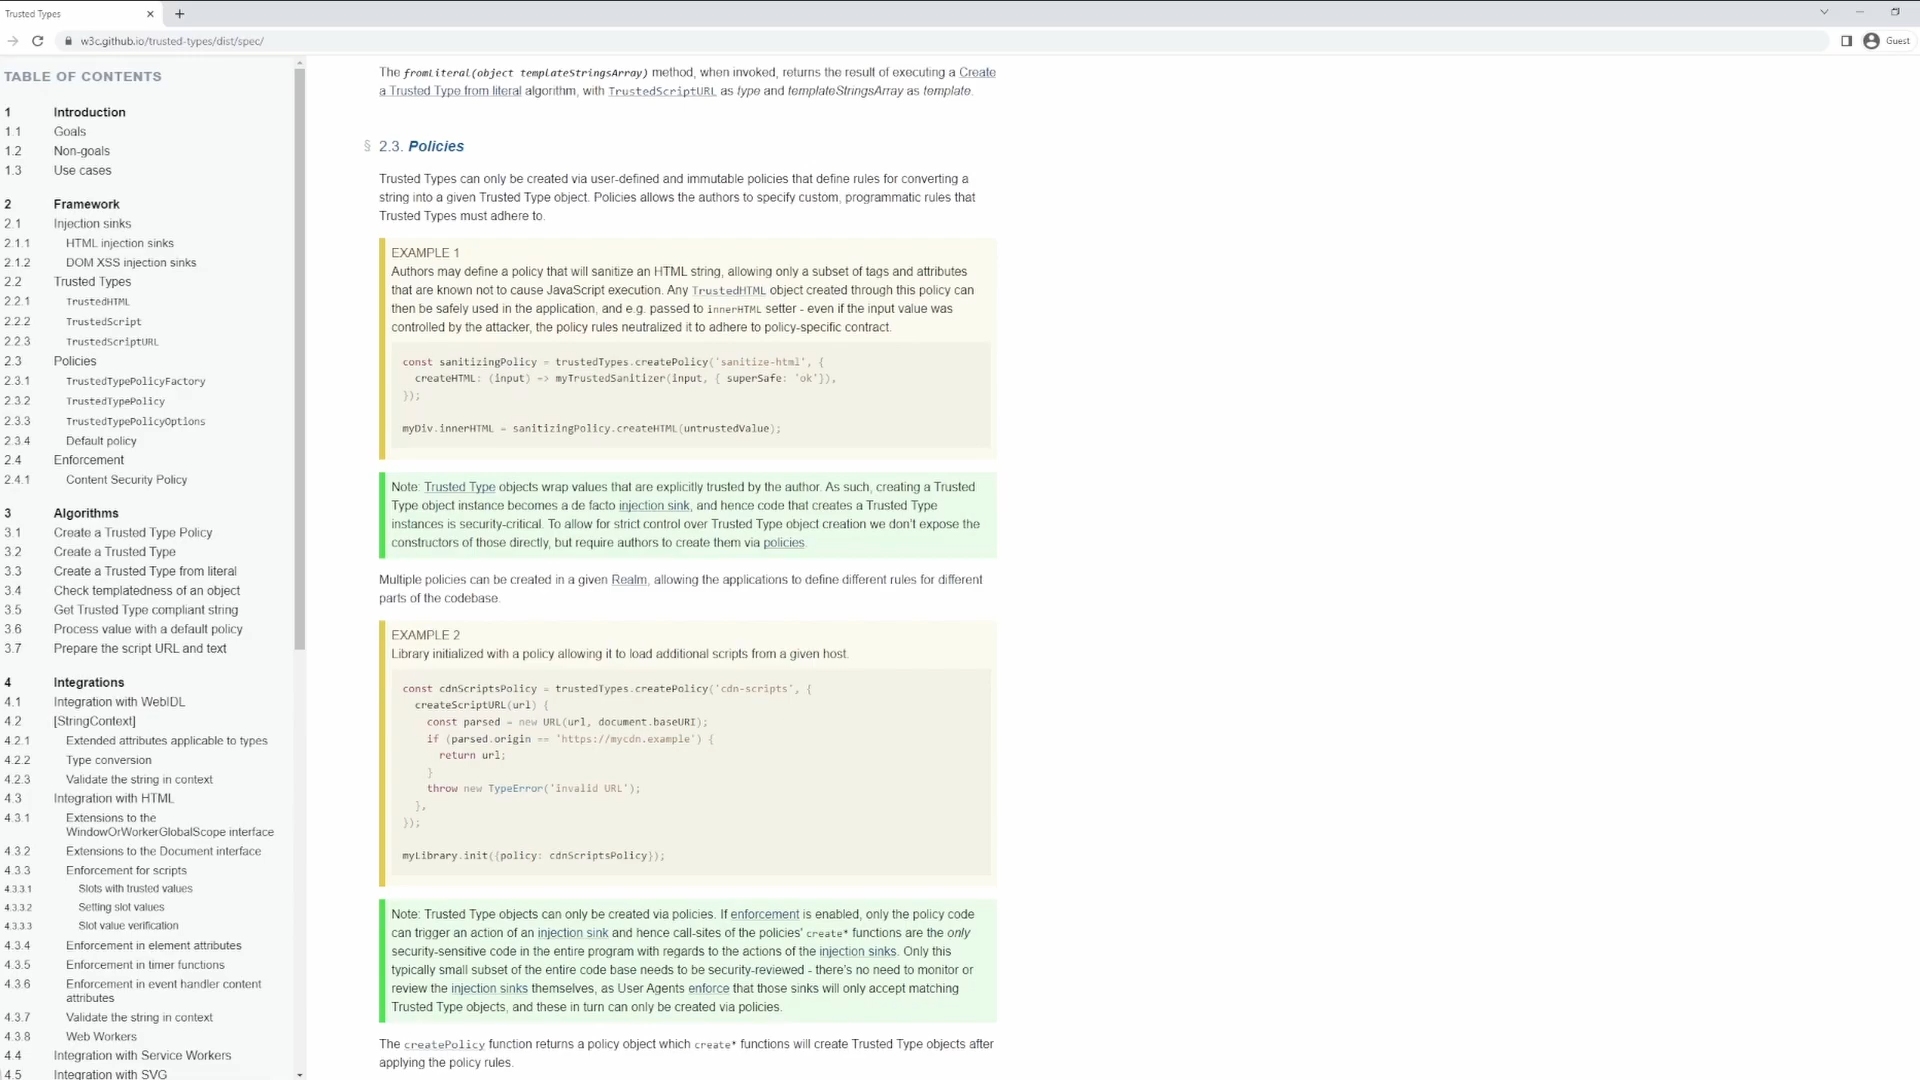 Trusted Types
w3c.github.io/trusted-types/dist/spec/
Guest
TABLE OF CONTENTS
1 Introduction
1.1 Goals
1.2 Non-goals
1.3 Use cases
2 Framework
2.1 Injection sinks
2.1.1 HTML injection sinks
2.1.2 DOM XSS injection sinks
2.2 Trusted Types
2.2.1 TrustedHTML
2.2.2 TrustedScript
2.2.3 TrustedScriptURL
2.3 Policies
2.3.1 TrustedTypePolicyFactory
2.3.2 TrustedTypePolicy
2.3.3 TrustedTypePolicyOptions
2.3.4 Default policy
2.4 Enforcement
2.4.1 Content Security Policy
3 Algorithms
3.1 Create a Trusted Type Policy
3.2 Create a Trusted Type
3.3 Create a Trusted Type from literal
3.4 Check templatedness of an object
3.5 Get Trusted Type compliant string
3.6 Process value with a default policy
3.7 Prepare the script URL and text
4 Integrations
4.1 Integration with WebIDL
4.2 [StringContext]
4.2.1 Extended attributes applicable to types
4.2.2 Type conversion
4.2.3 Validate the string in context
4.3 Integration with HTML
4.3.1 Extensions to the
WindowOrWorkerGlobalScope interface
4.3.2 Extensions to the Document interface
4.3.3 Enforcement for scripts
4.3.3.1 Slots with trusted values
4.3.3.2 Setting slot values
4.3.3.3 Slot value verification
4.3.4 Enforcement in element attributes
4.3.5 Enforcement in timer functions
4.3.6 Enforcement in event handler content
attributes
4.3.7 Validate the string in context
4.3.8 Web Workers
4.4 Integration with Service Workers
4.5 Integration with SVG
The fromLiteral(object templateStringsArray) method, when invoked, returns the result of executing a Create
a Trusted Type from literal algorithm, with TrustedScriptURL as type and templateStringsArray as template.
§ 2.3. Policies
Trusted Types can only be created via user-defined and immutable policies that define rules for converting a
string into a given Trusted Type object. Policies allows the authors to specify custom, programmatic rules that
Trusted Types must adhere to.
EXAMPLE 1
Authors may define a policy that will sanitize an HTML string, allowing only a subset of tags and attributes
that are known not to cause JavaScript execution. Any TrustedHTML object created through this policy can
then be safely used in the application, and e.g. passed to innerHTML setter - even if the input value was
controlled by the attacker, the policy rules neutralized it to adhere to policy-specific contract.
const sanitizingPolicy = trustedTypes.createPolicy('sanitize-html', {
createHTML: (input) => myTrustedSanitizer(input, { superSafe: 'ok'}),
});
myDiv.innerHTML = sanitizingPolicy.createHTML(untrustedValue);
Note: Trusted Type objects wrap values that are explicitly trusted by the author. As such, creating a Trusted
Type object instance becomes a de facto injection sink, and hence code that creates a Trusted Type
instances is security-critical. To allow for strict control over Trusted Type object creation we don't expose the
constructors of those directly, but require authors to create them via policies.
Multiple policies can be created in a given Realm, allowing the applications to define different rules for different
parts of the codebase.
EXAMPLE 2
Library initialized with a policy allowing it to load additional scripts from a given host.
const cdnScriptsPolicy = trustedTypes.createPolicy('cdn-scripts', {
createScriptURL(url) {
const parsed = new URL(url, document.baseURI);
if (parsed.origin == 'https://mycdn.example') {
return url;
}
throw new TypeError('invalid URL');
},
});
myLibrary.init({policy: cdnScriptsPolicy});
Note: Trusted Type objects can only be created via policies. If enforcement is enabled, only the policy code
can trigger an action of an injection sink and hence call-sites of the policies' create* functions are the only
security-sensitive code in the entire program with regards to the actions of the injection sinks. Only this
typically small subset of the entire code base needs to be security-reviewed - there's no need to monitor or
review the injection sinks themselves, as User Agents enforce that those sinks will only accept matching
Trusted Type objects, and these in turn can only be created via policies.
The createPolicy function returns a policy object which create* functions will create Trusted Type objects after
applying the policy rules.